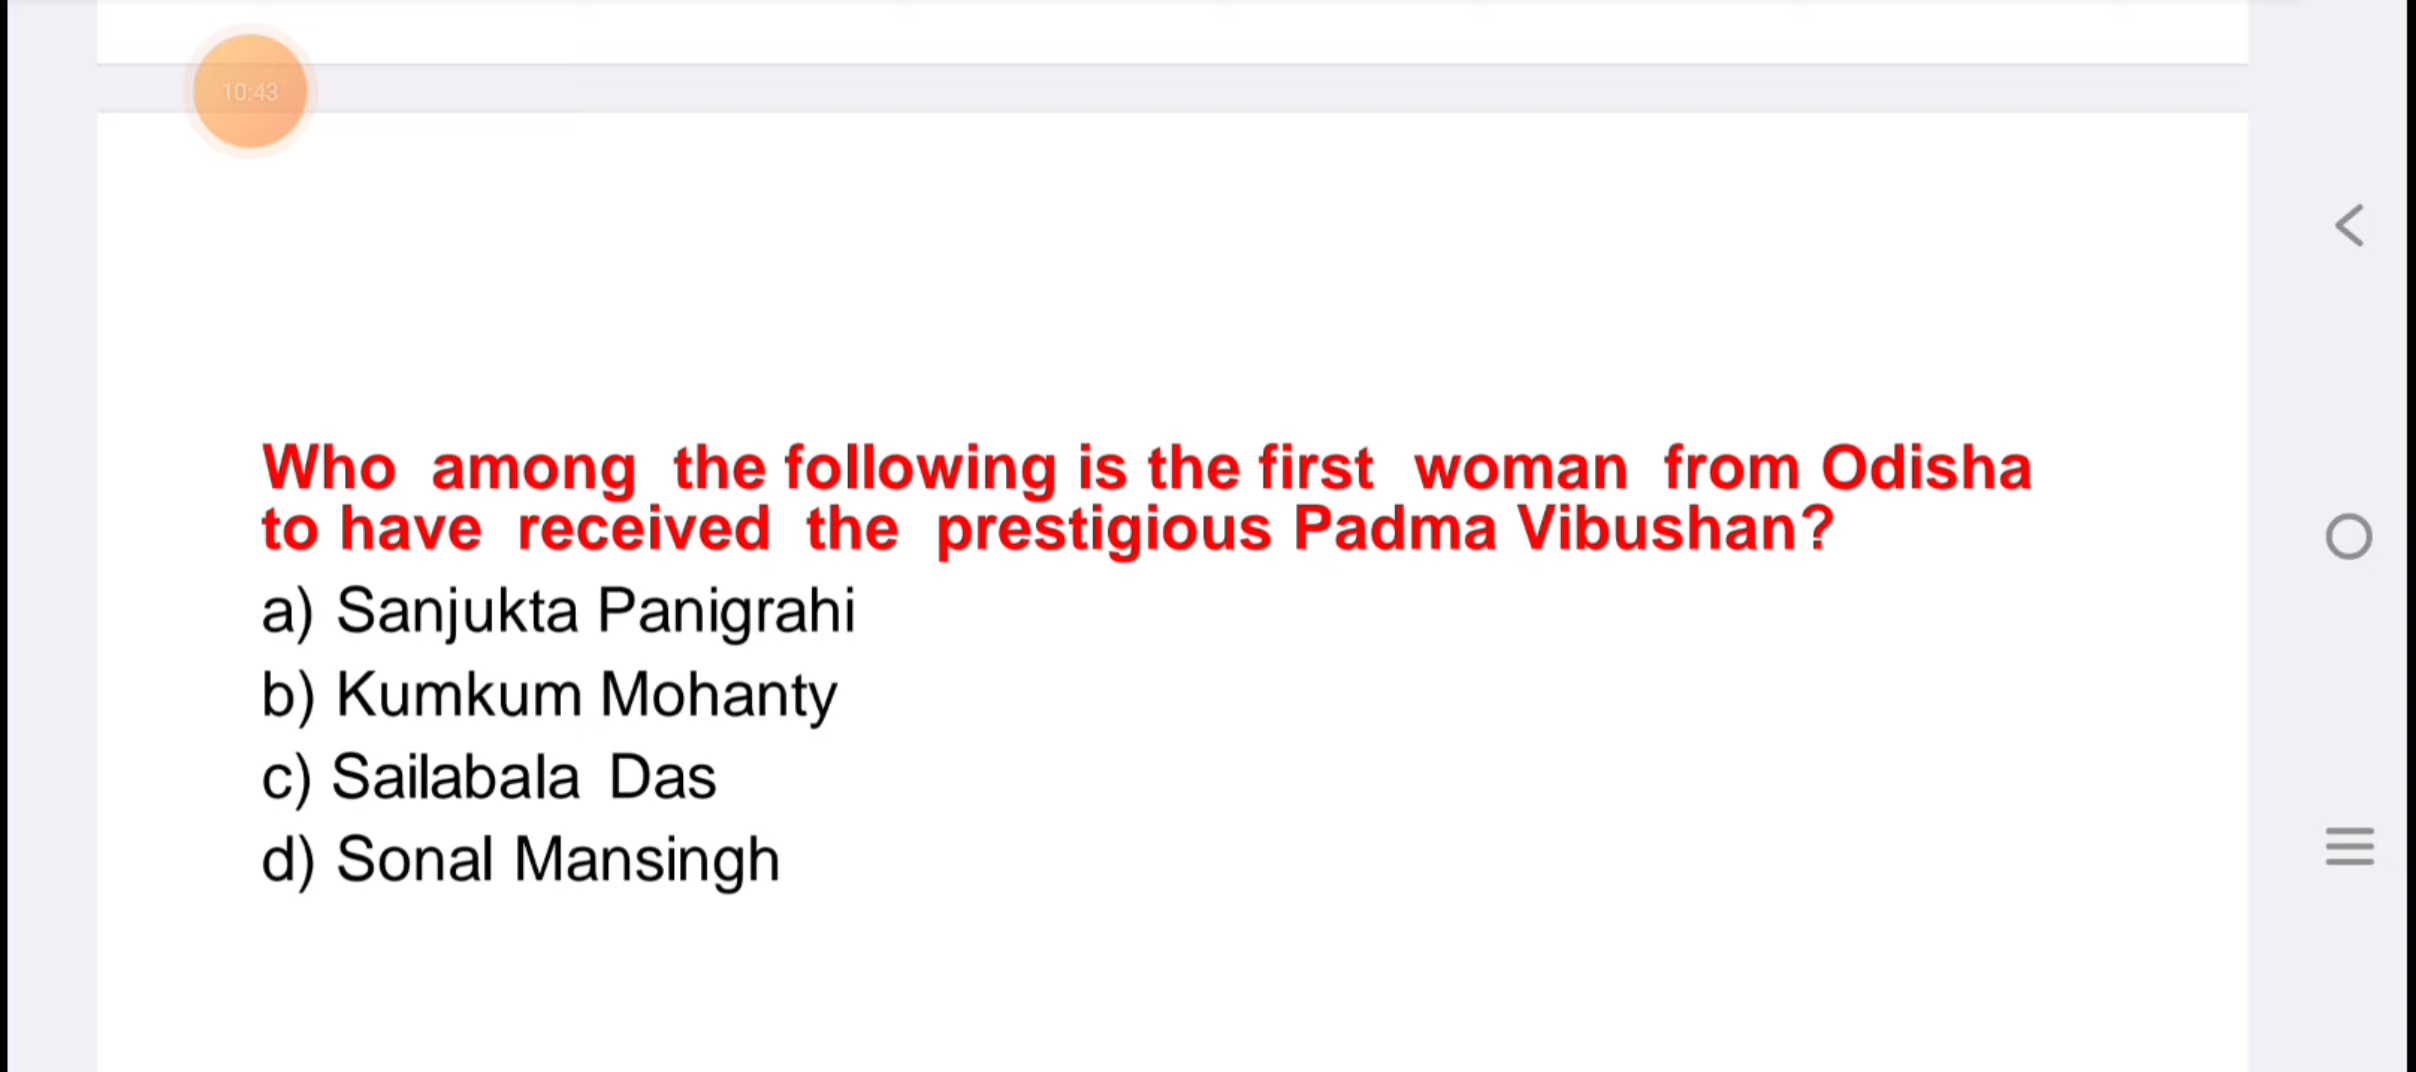 10:43
Who among the following is the first woman from Odisha
to have received the prestigious Padma Vibushan?
a) Sanjukta Panigrahi
b) Kumkum Mohanty
c) Sailabala Das
d) Sonal Mansingh